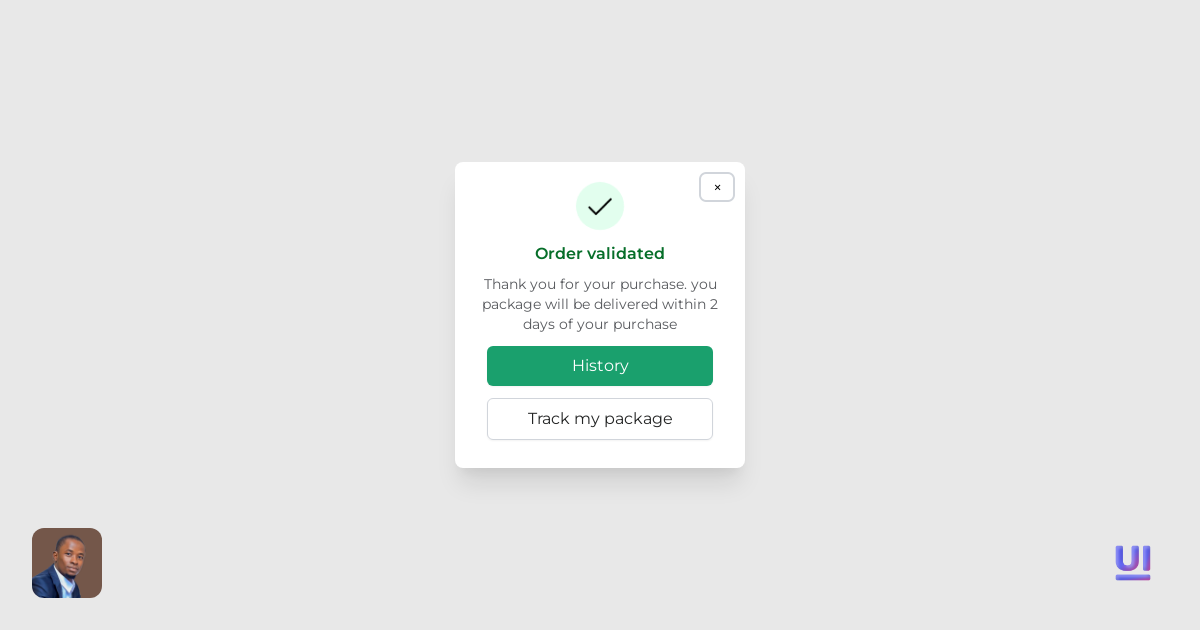 ×
Order validated
Thank you for your purchase. you
package will be delivered within 2
days of your purchase
History
Track my package
UI